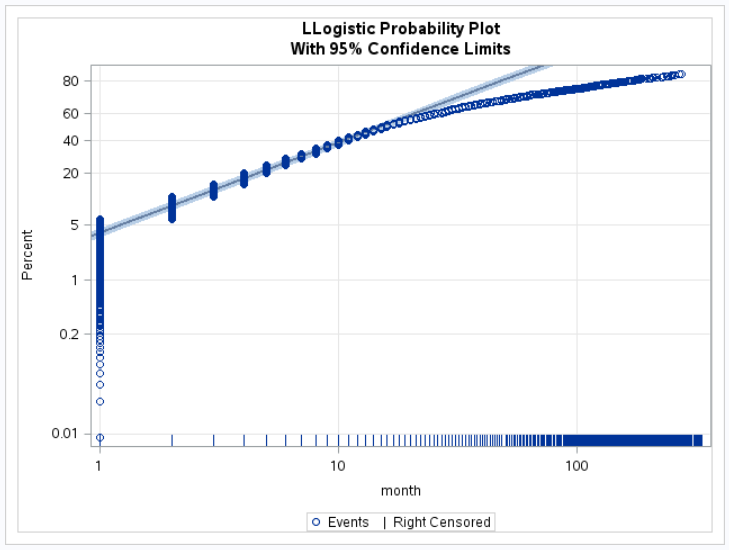 LLogistic Probability Plot
With 95% Confidence Limits
80
60
40
20
5
1
0.2
0.01
Percent
1 10 100
month
Events Right Censored